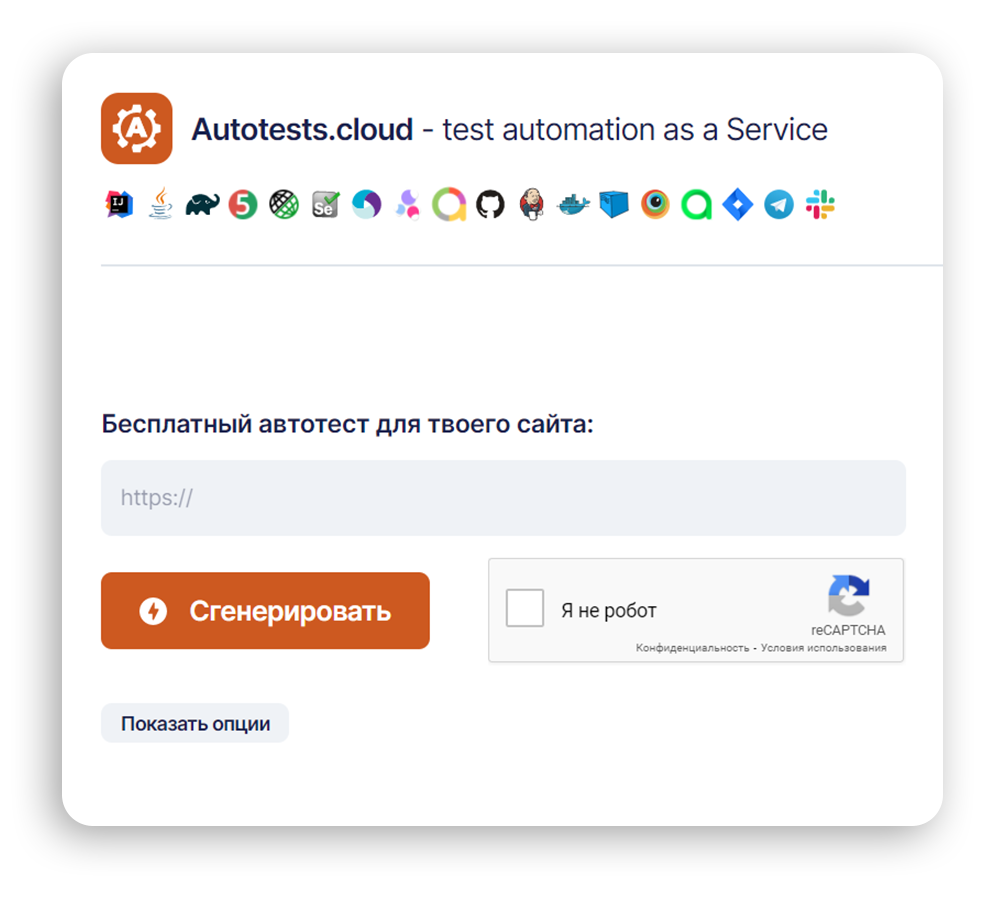 A
Autotests.cloud - test automation as a Service
IJ
5
Se
Бесплатный автотест для твоего сайта:
https://
Сгенерировать
Я не робот
reCAPTCHA
Конфиденциальность - Условия использования
Показать опции